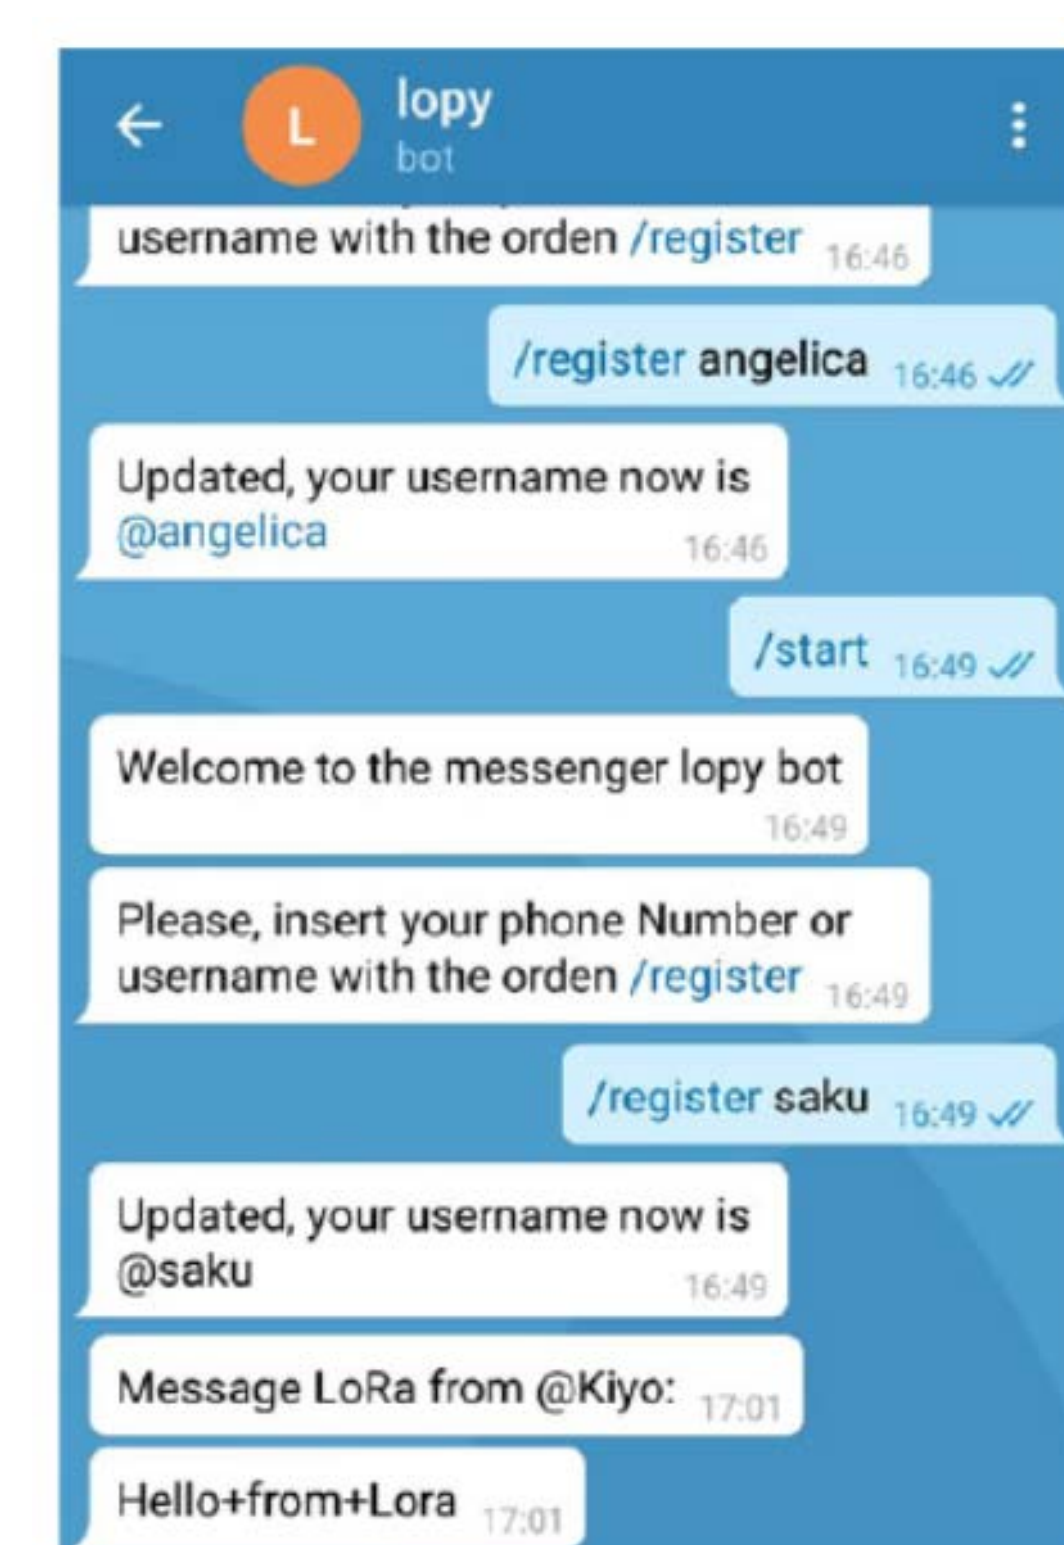 L
lopy
bot
username with the orden /register 16:46
/register angelica 16:46
Updated, your username now is
@angelica 16:46
/start 16:49
Welcome to the messenger lopy bot
16:49
Please, insert your phone Number or
username with the orden /register 16:49
/register saku 16:49
Updated, your username now is
@saku 16:49
Message LoRa from @Kiyo: 17:01
Hello+from+Lora 17:01